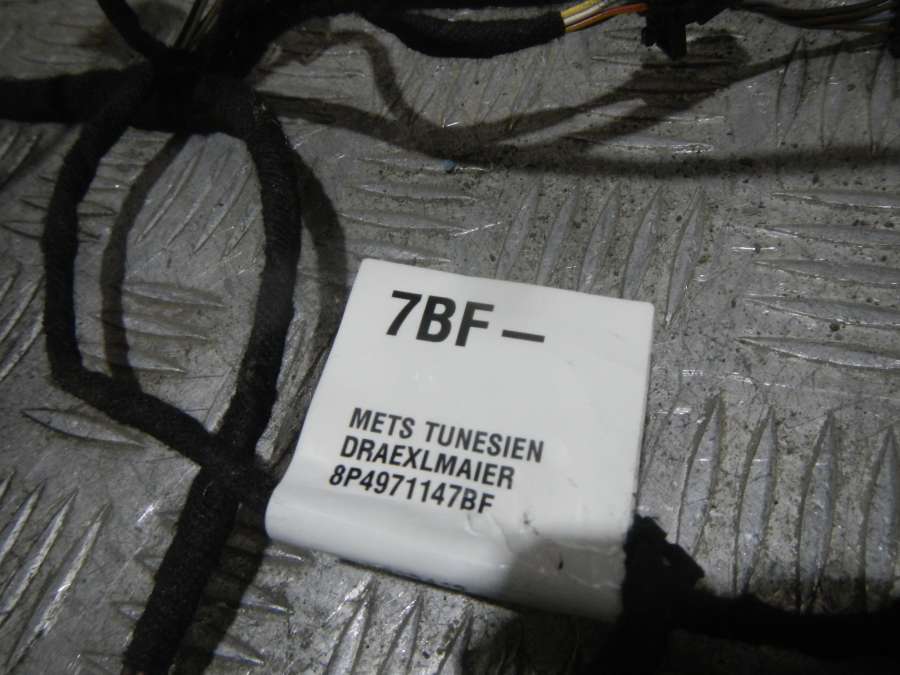 7BF–
METS TUNESIEN
DRAEXLMAIER
8P4971147BF